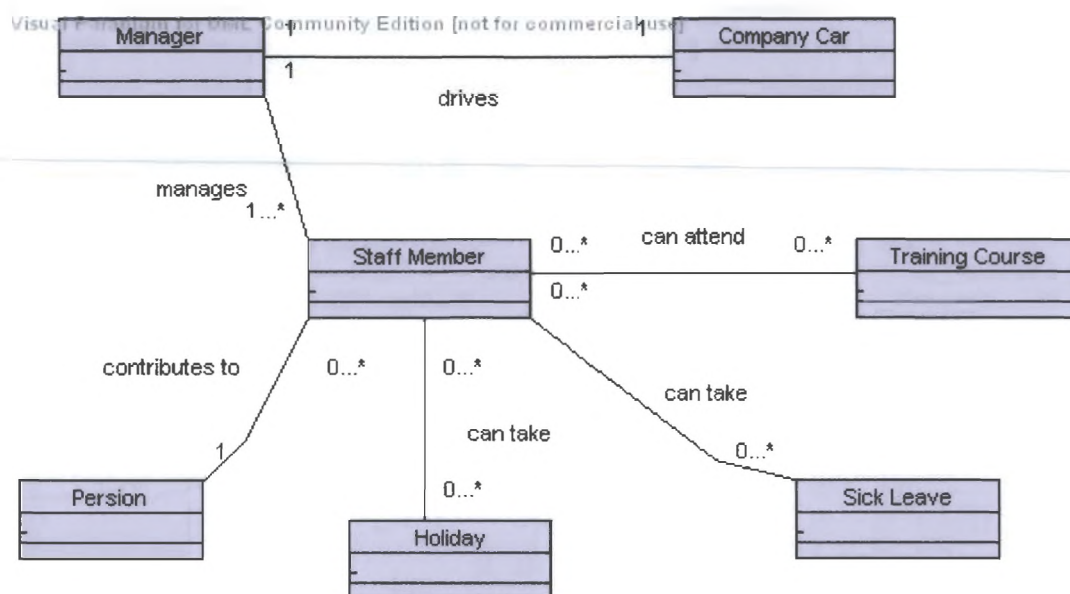 Visual Paradigm for UML Community Edition [not for commercial use]
1 1
Manager
Company Car
1
drives
manages
1...*
Staff Member
0...* can attend 0...*
Training Course
0...*
contributes to
0...*
0...*
can take
can take
1
0...*
0...*
Persion
Sick Leave
Holiday